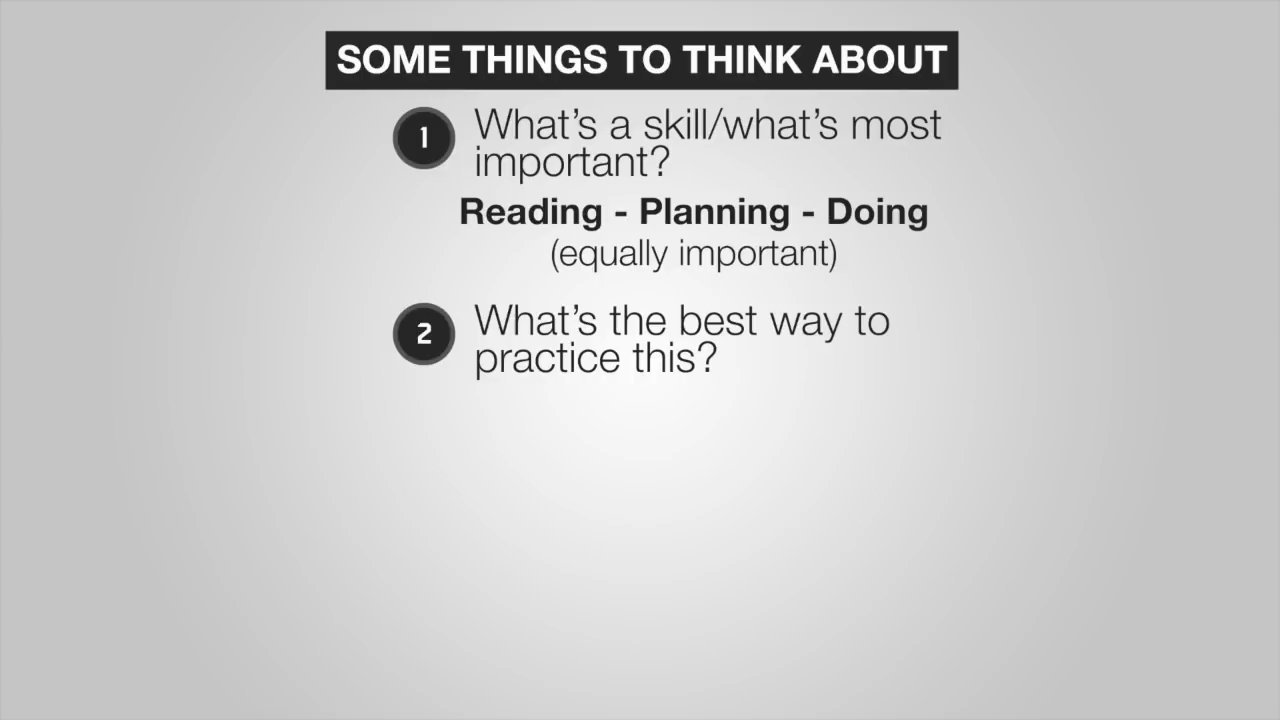 SOME THINGS TO THINK ABOUT
1 What's a skill/what's most
important?
Reading - Planning - Doing
(equally important)
2 What's the best way to
practice this?